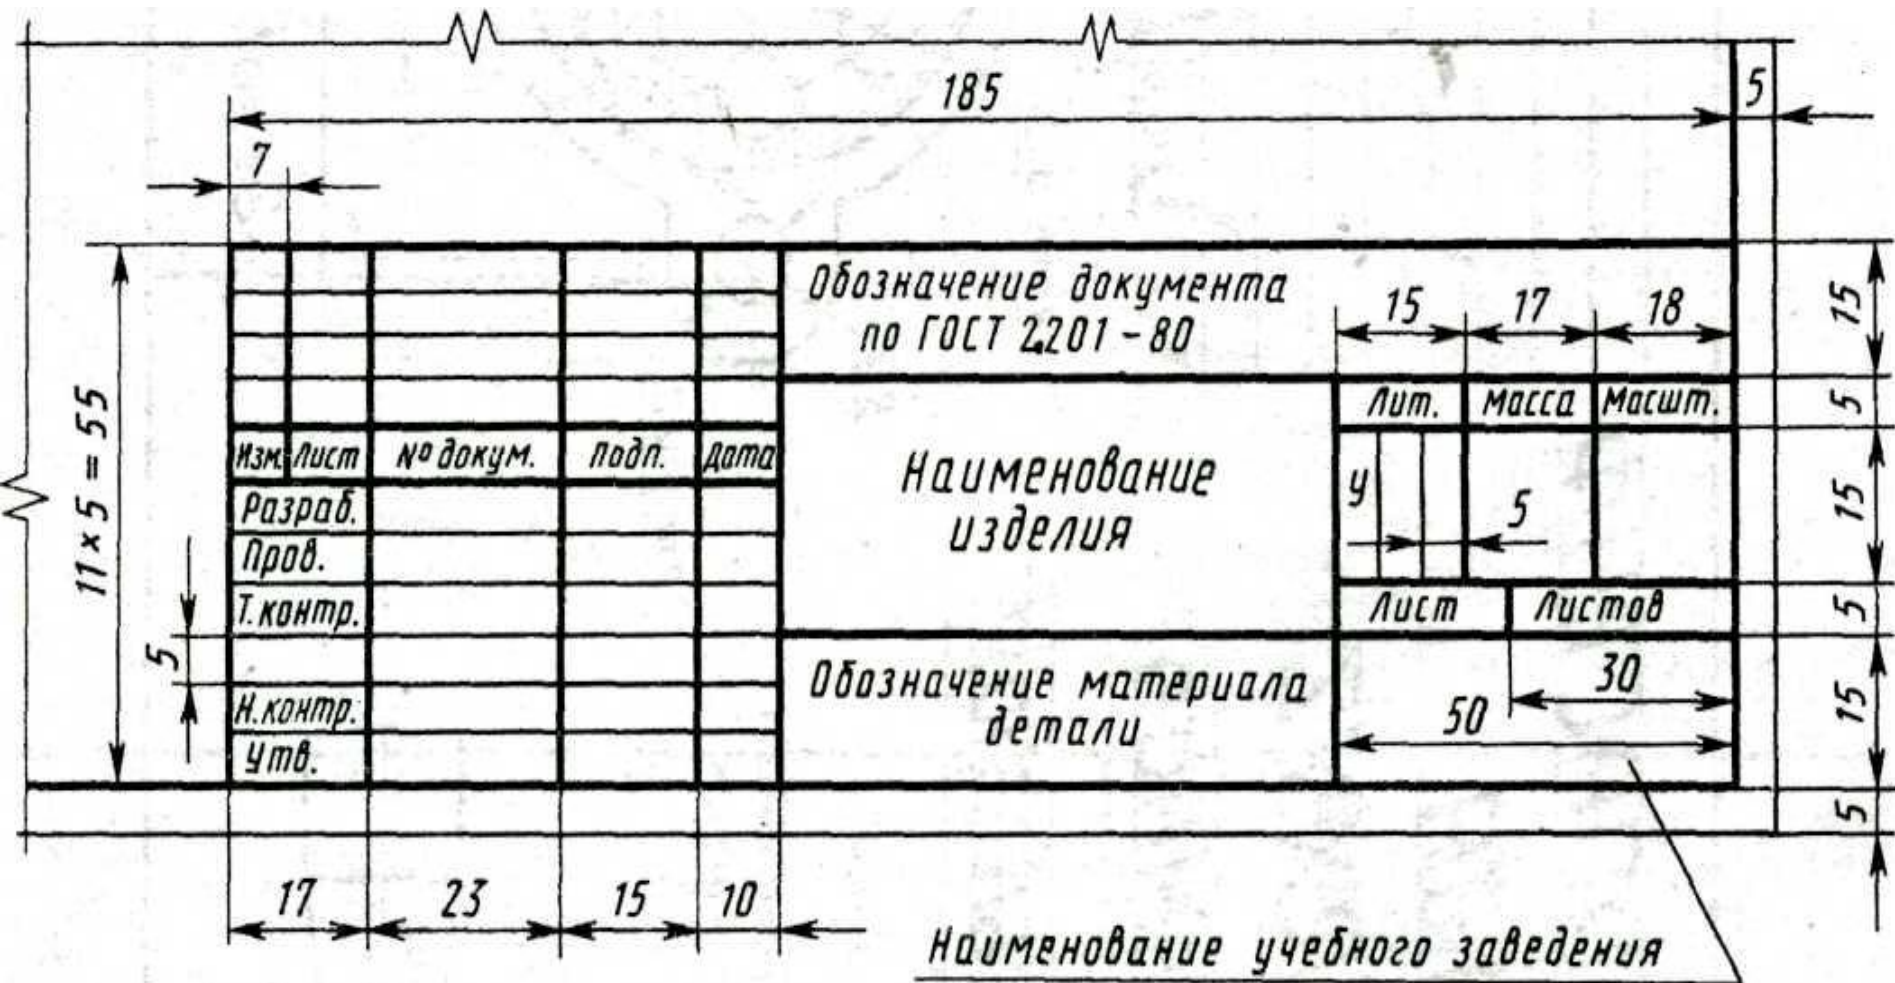 185
5
7
Обозначение документа
по ГОСТ 2.201-80
15
17
18
15
Лит.
Масса
Масшт.
5
11 x 5 = 55
Изм.
Лист
№ докум.
Подп.
Дата
Наименование
изделия
У
5
15
Разраб.
Пров.
Т.контр.
Лист
Листов
5
5
Н.контр.
Утв.
Обозначение материала
детали
30
50
15
5
17
23
15
10
Наименование учебного заведения